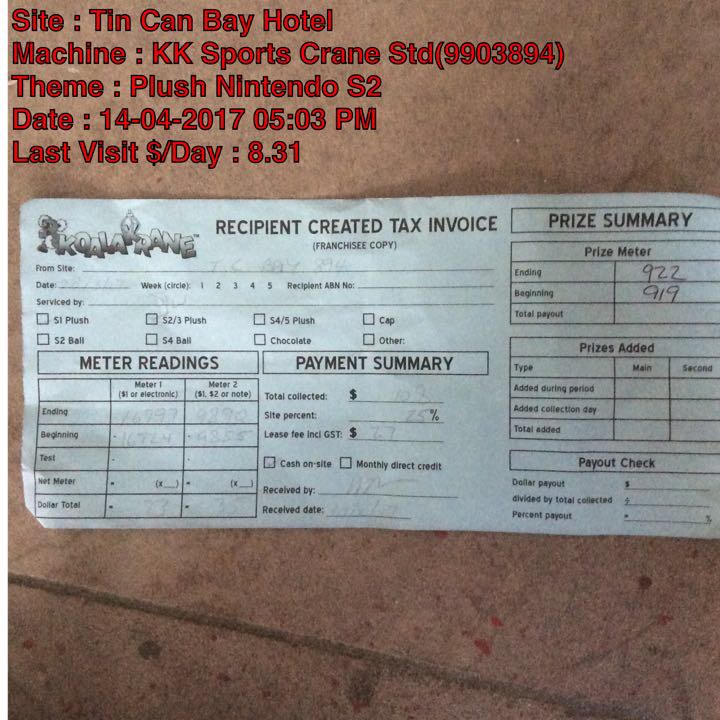 Site : Tin Can Bay Hotel
Machine : KK Sports Crane Std(9903894)
Theme : Plush Nintendo S2
Date : 14-04-2017 05:03 PM
Last Visit $/Day : 8.31
KOALA KRANE™
RECIPIENT CREATED TAX INVOICE
(FRANCHISEE COPY)
From Site:
Date: Week (circle): 1 2 3 4 5 Recipient ABN No:
Serviced by:
S1 Plush S2/3 Plush S4/5 Plush Cap
S2 Ball S4 Ball Chocolate Other:
METER READINGS
Meter 1 ($1 or electronic) Meter 2 ($1, $2 or note)
Ending
Beginning
Test - -
Net Meter = (x__) = (x__)
Dollar Total = =
PAYMENT SUMMARY
Total collected: $
Site percent: 25%
Lease fee incl GST: $
Cash on-site Monthly direct credit
Received by:
Received date:
PRIZE SUMMARY
Prize Meter
Ending 922
Beginning 919
Total payout
Prizes Added
Type Main Second
Added during period
Added collection day
Total added
Payout Check
Dollar payout $
divided by total collected ÷
Percent payout = %